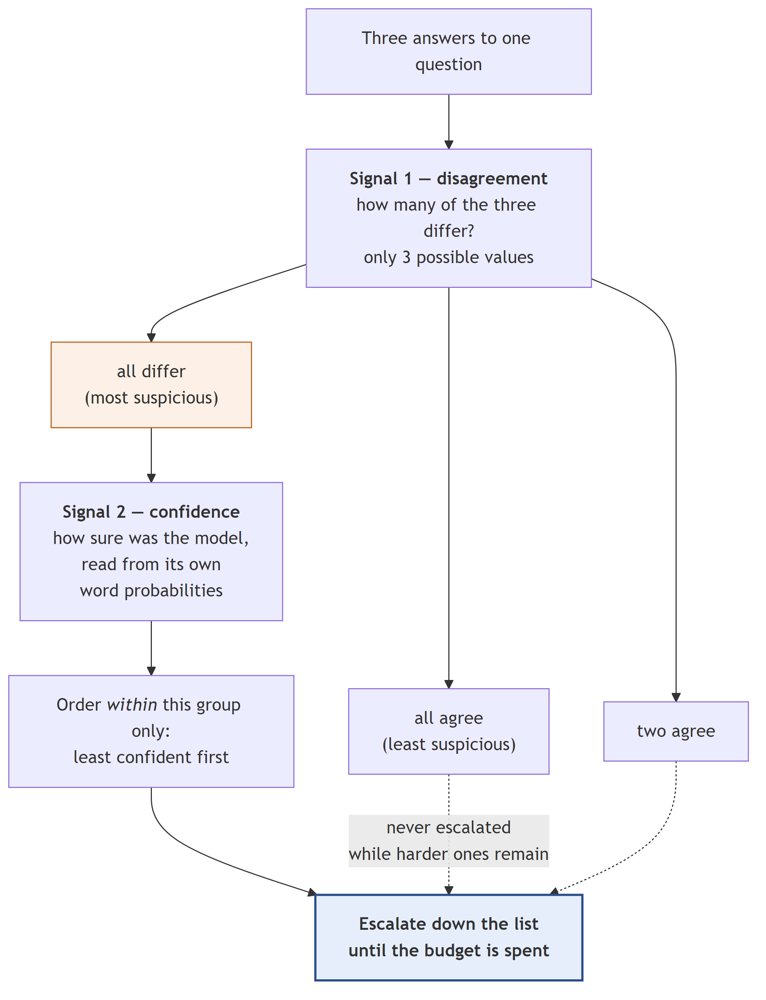 Three answers to one
question
Signal 1 — disagreement
how many of the three
differ?
only 3 possible values
all differ
(most suspicious)
Signal 2 — confidence
how sure was the model,
read from its own
word probabilities
Order within this group
only:
least confident first
all agree
(least suspicious)
two agree
never escalated
while harder ones remain
Escalate down the list
until the budget is spent